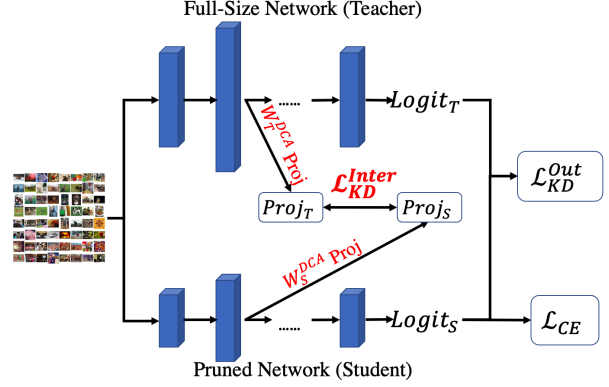 Full-Size Network (Teacher)
...... Logit_T
W_T^{DCA} Proj
ℒ_{KD}^{Inter}
ℒ_{KD}^{Out}
Proj_T Proj_S
W_S^{DCA} Proj
...... Logit_S ℒ_{CE}
Pruned Network (Student)